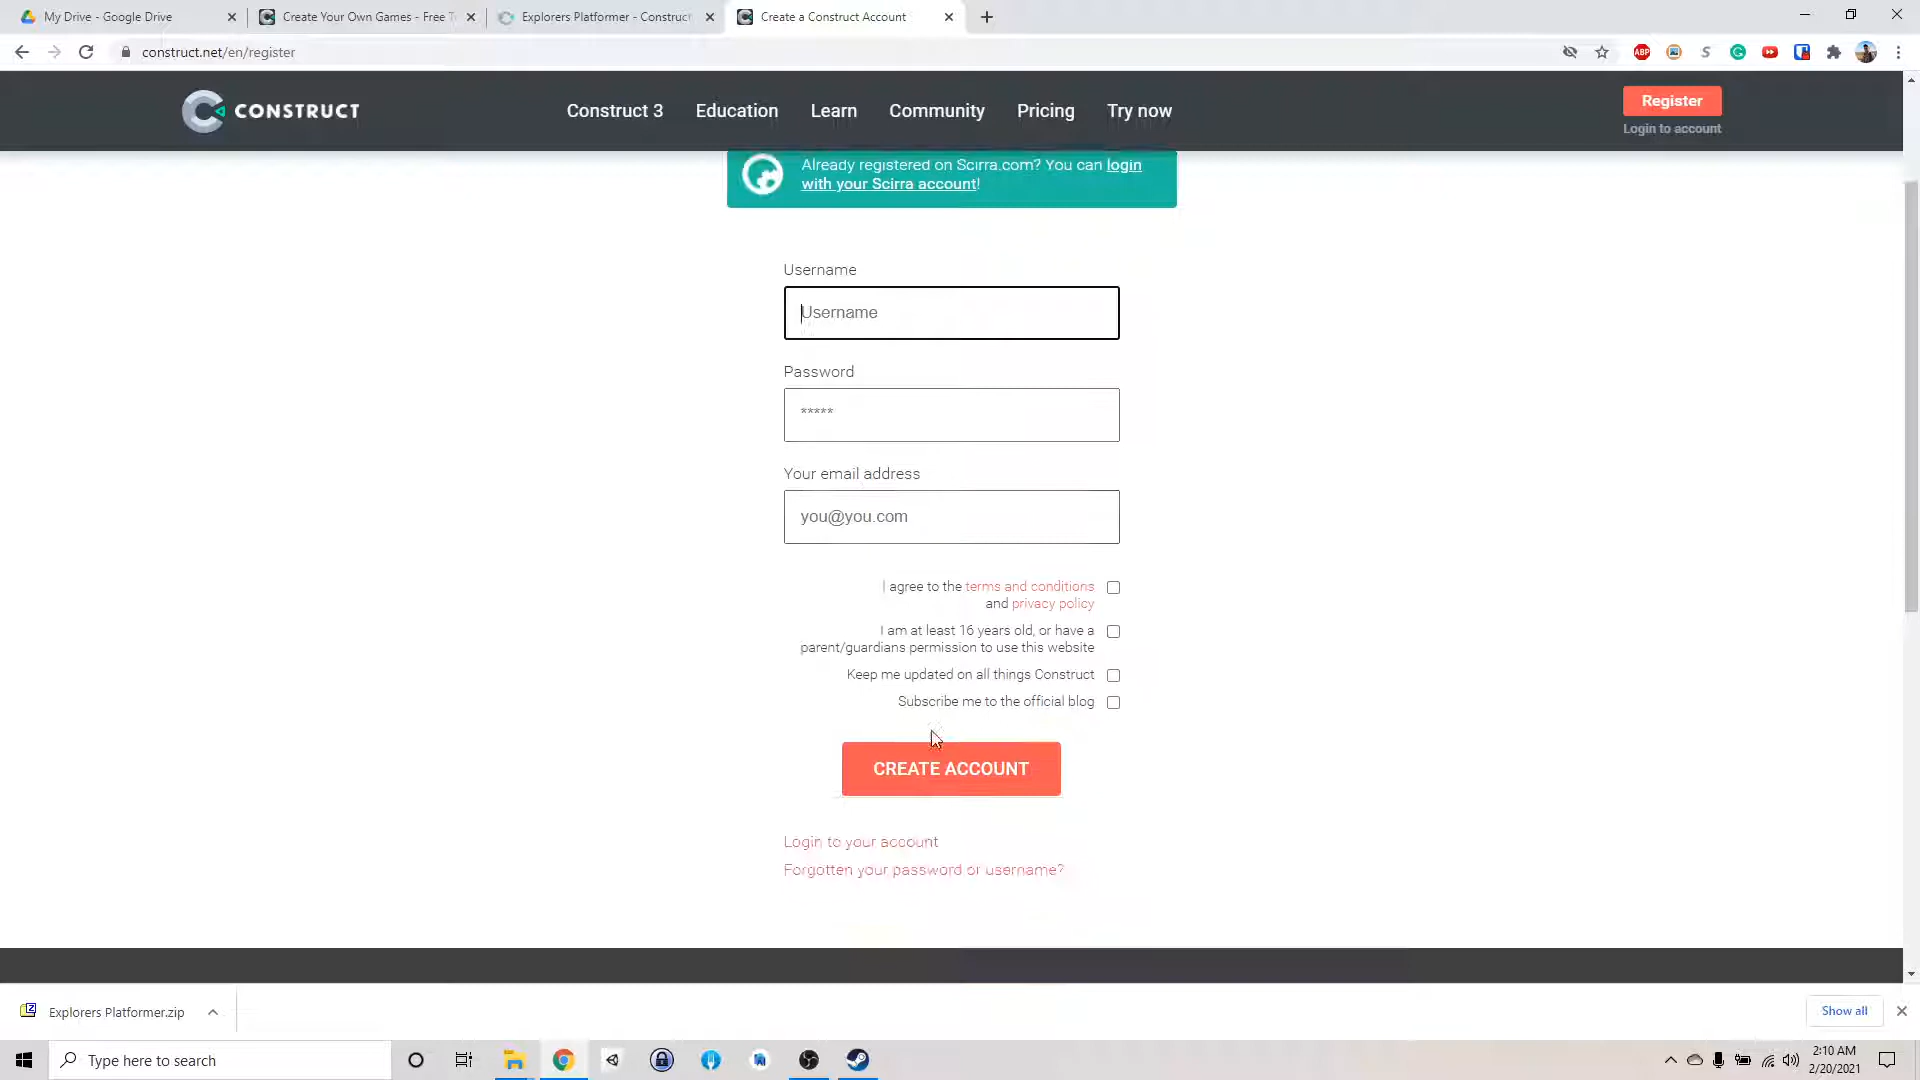 My Drive - Google Drive
Create Your Own Games - Free T
Explorers Platformer - Construct
Create a Construct Account
construct.net/en/register
ABP
CONSTRUCT
Construct 3
Education
Learn
Community
Pricing
Try now
Register
Login to account
Already registered on Scirra.com? You can login
with your Scirra account!
Username
Username
Password
*****
Your email address
you@you.com
I agree to the terms and conditions
and privacy policy
I am at least 16 years old, or have a
parent/guardians permission to use this website
Keep me updated on all things Construct
Subscribe me to the official blog
CREATE ACCOUNT
Login to your account
Forgotten your password or username?
Explorers Platformer.zip
Show all
Type here to search
2:10 AM
2/20/2021